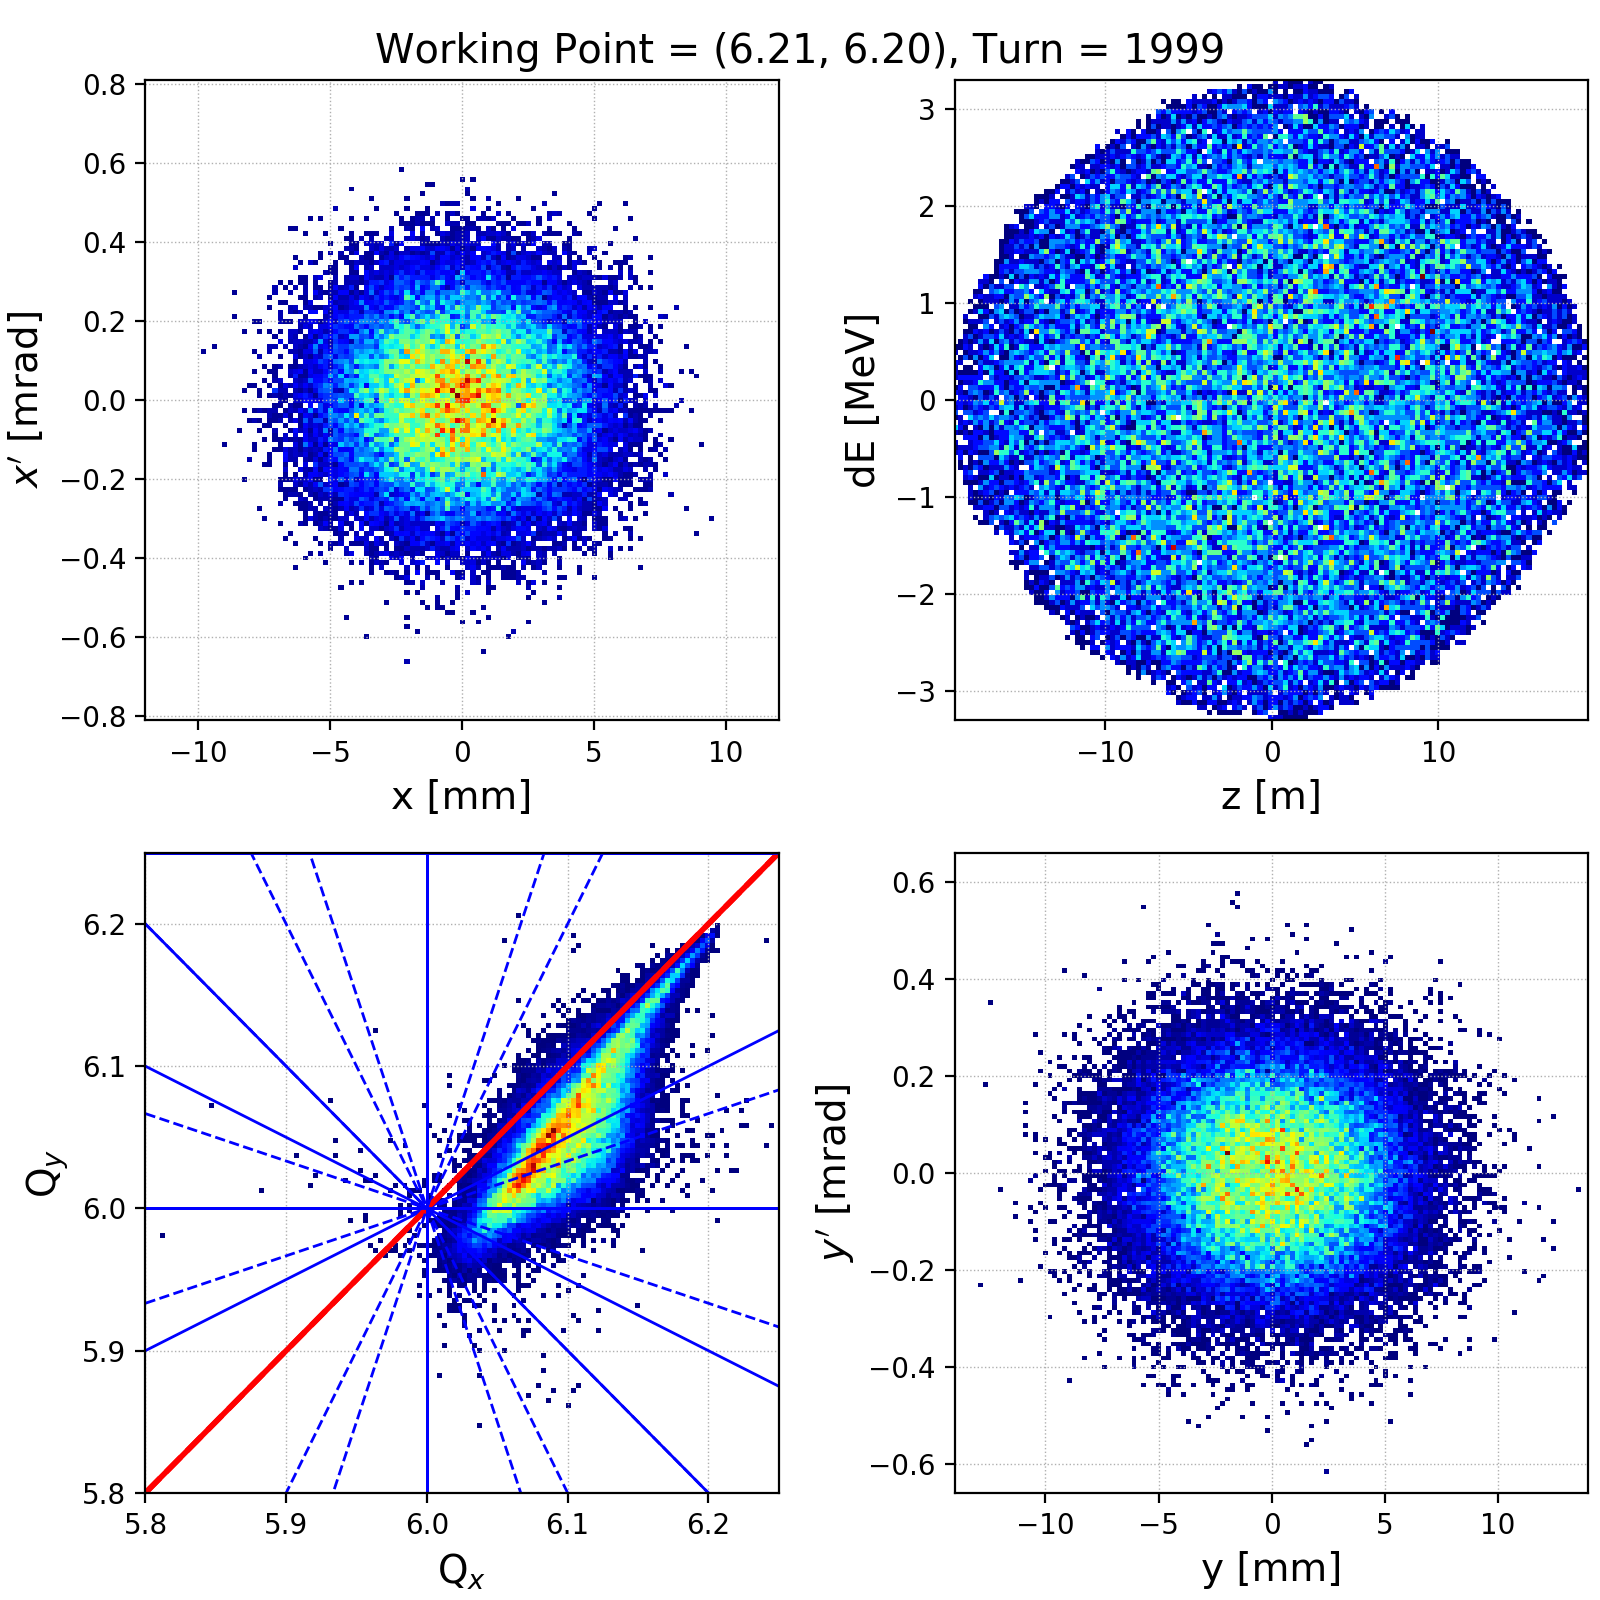 Working Point = (6.21, 6.20), Turn = 1999
0.8
0.6
0.4
0.2
0.0
−0.2
−0.4
−0.6
−0.8
x′ [mrad]
−10 −5 0 5 10
x [mm]
3
2
1
0
−1
−2
−3
dE [MeV]
−10 0 10
z [m]
6.2
6.1
6.0
5.9
5.8
Qy
5.8 5.9 6.0 6.1 6.2
Qx
0.6
0.4
0.2
0.0
−0.2
−0.4
−0.6
y′ [mrad]
−10 −5 0 5 10
y [mm]